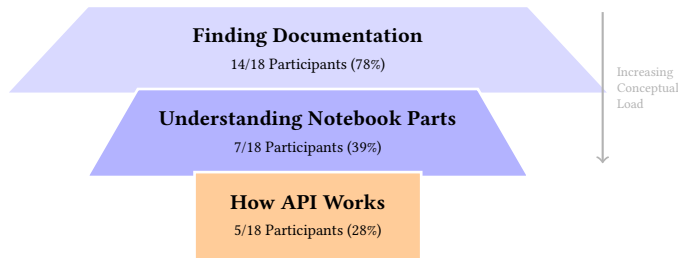 Finding Documentation
14/18 Participants (78%)
Increasing
Conceptual
Load
Understanding Notebook Parts
7/18 Participants (39%)
How API Works
5/18 Participants (28%)